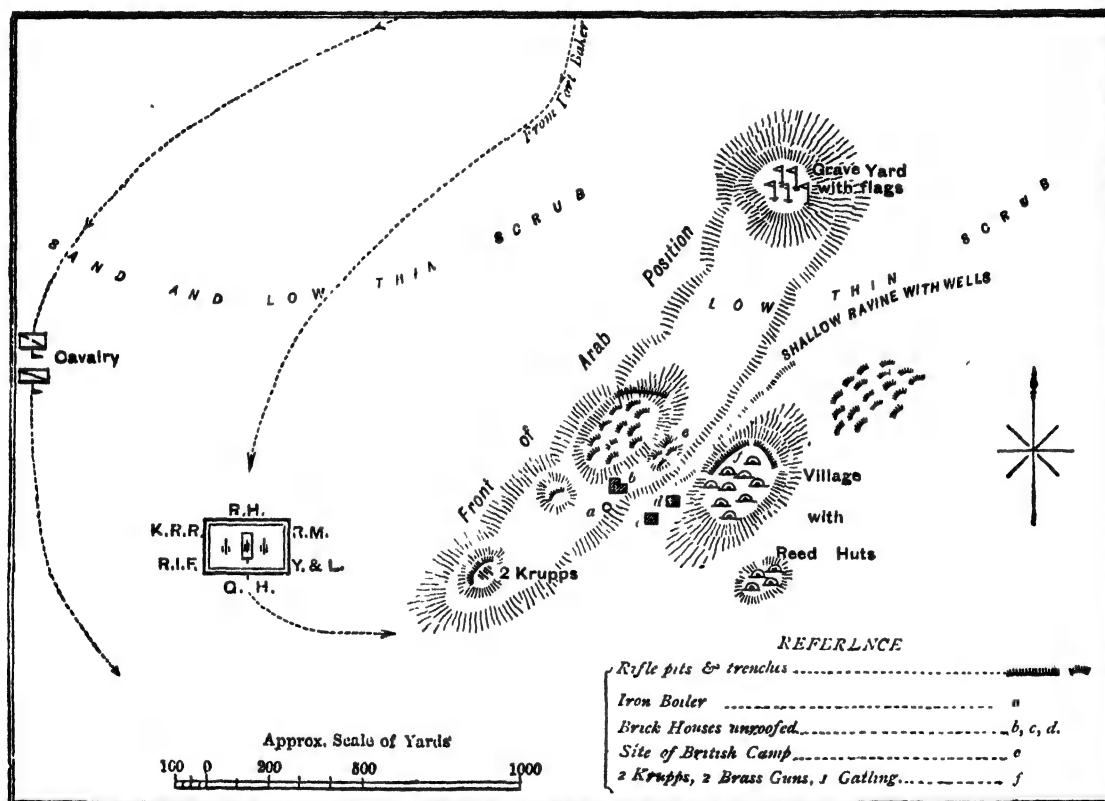 From Fort Baker
Grave Yard
with flags
SAND AND LOW THIN SCRUB
LOW THIN SCRUB
SHALLOW RAVINE WITH WELLS
Front of Arab Position
Cavalry
R.H.
K.R.R.
R.M.
R.I.F.
Y. & L.
G. H.
2 Krupps
a
b
c
d
e
f
Village
with
Reed Huts
REFERENCE
Rifle pits & trenches
Iron Boiler a
Brick Houses unroofed b, c, d.
Site of British Camp e
2 Krupps, 2 Brass Guns, 1 Gatling f
Approx. Scale of Yards
100 0 200 500 1000